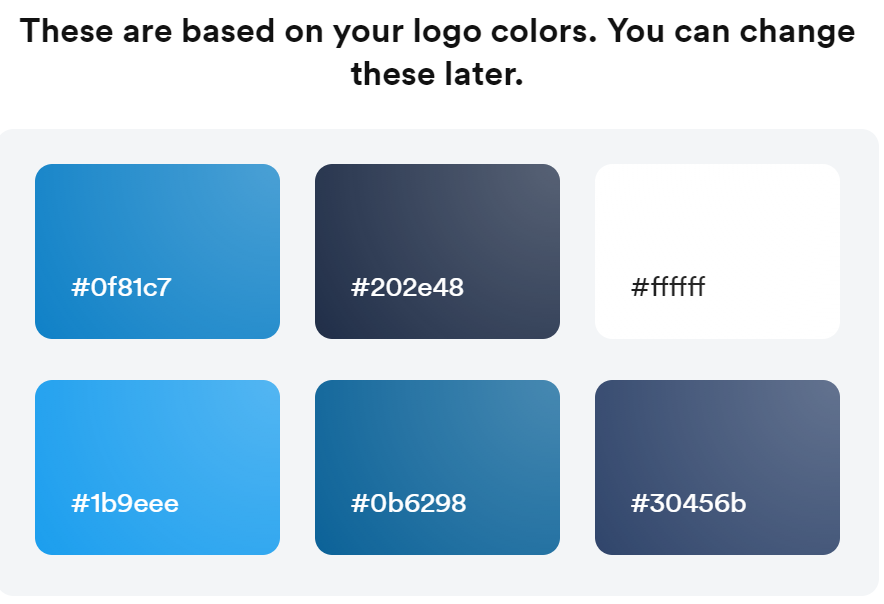 These are based on your logo colors. You can change
these later.
#0f81c7
#202e48
#ffffff
#1b9eee
#0b6298
#30456b